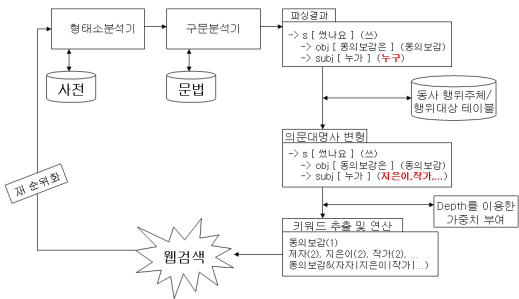 형태소분석기
구문분석기
파싱결과
-> s [ 썼나요 ] (쓰)
-> obj [ 동의보감은 ] (동의보감)
-> subj [ 누가 ] (누구)
사전
문법
동사 행위주체/
행위대상 테이블
의문대명사 변형
-> s [ 썼나요 ] (쓰)
-> obj [ 동의보감은 ] (동의보감)
-> subj [ 누가 ] (지은이,작가,...)
재 순위화
Depth를 이용한
가중치 부여
키워드 추출 및 연산
동의보감(1)
저자(2), 지은이(2), 작가(2), ...
동의보감&(자자|지은이|작가|...)
웹검색